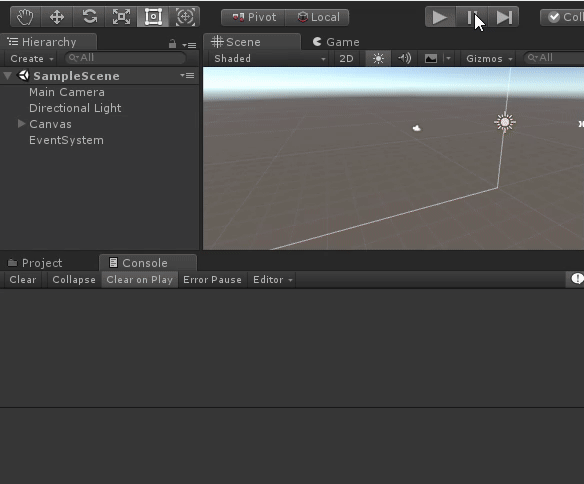 Pivot Local Coll
Hierarchy
Create All
SampleScene
Main Camera
Directional Light
Canvas
EventSystem
Scene Game
Shaded 2D Gizmos All
Project Console
Clear Collapse Clear on Play Error Pause Editor